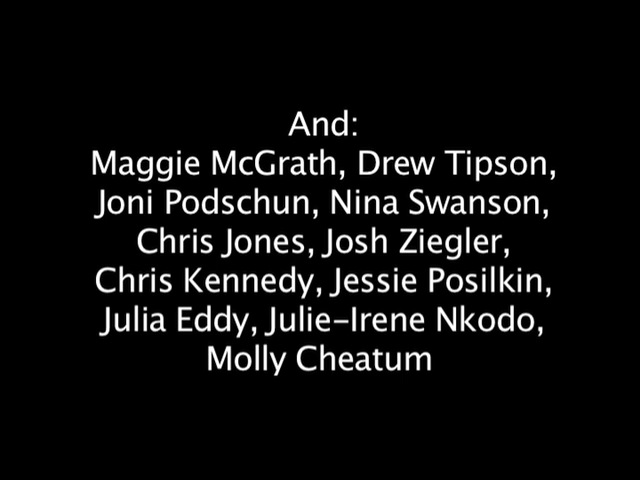 And:
Maggie McGrath, Drew Tipson,
Joni Podschun, Nina Swanson,
Chris Jones, Josh Ziegler,
Chris Kennedy, Jessie Posilkin,
Julia Eddy, Julie-Irene Nkodo,
Molly Cheatum